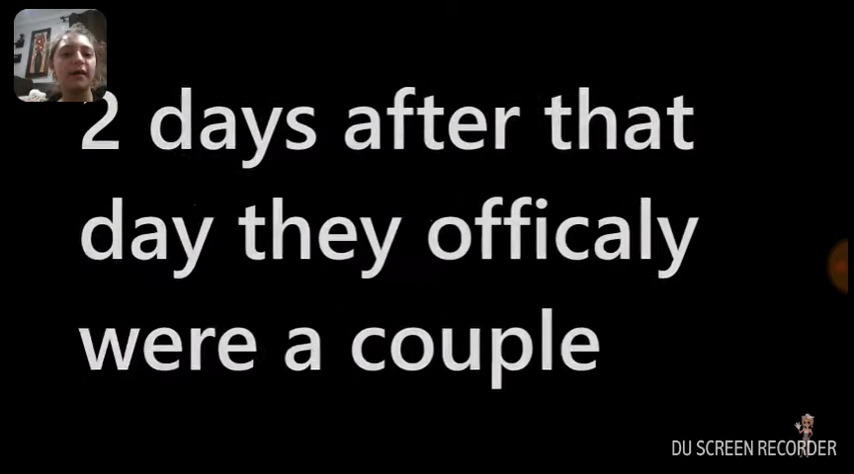 2 days after that
day they officaly
were a couple
DU SCREEN RECORDER